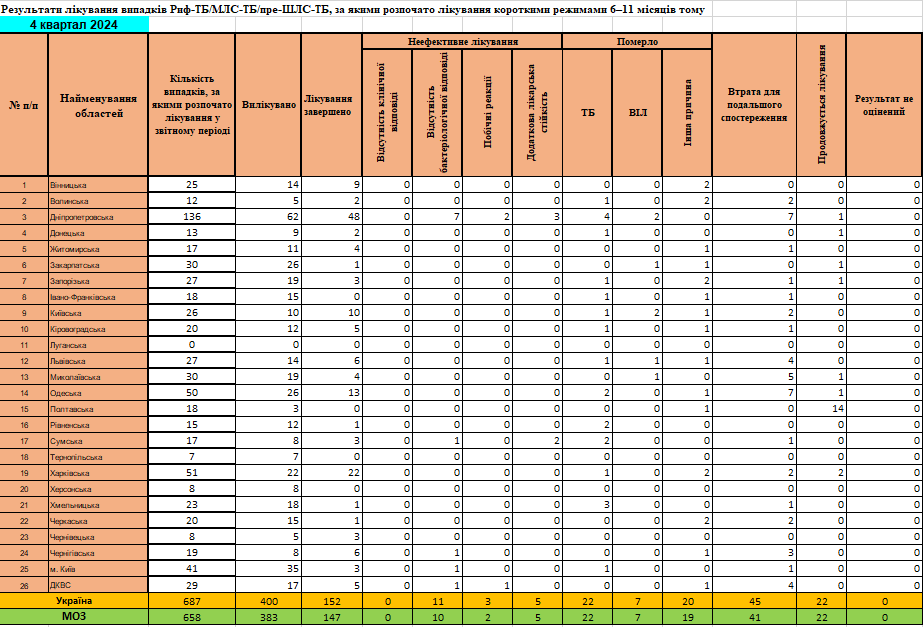 Результати лікування випадків Риф-ТБ/МЛС-ТБ/пре-ШЛС-ТБ, за якими розпочато лікування короткими режимами 6–11 місяців тому
4 квартал 2024
№ п/п Найменування областей Кількість випадків, за якими розпочато лікування у звітному періоді Вилікувано Лікування завершено Неефективне лікування Померло Втрата для подальшого спостереження Продовжується лікування Результат не оцінений
Відсутність клінічної відповіді Відсутність бактеріологічної відповіді Побічні реакції Додаткова лікарська стійкість ТБ ВІЛ Інша причина
1 Вінницька 25 14 9 0 0 0 0 0 0 2 0 0 0
2 Волинська 12 5 2 0 0 0 0 1 0 2 2 0 0
3 Дніпропетровська 136 62 48 0 7 2 3 4 2 0 7 1 0
4 Донецька 13 9 2 0 0 0 0 1 0 0 0 1 0
5 Житомирська 17 11 4 0 0 0 0 0 0 1 1 0 0
6 Закарпатська 30 26 1 0 0 0 0 0 1 1 0 1 0
7 Запорізька 27 19 3 0 0 0 0 1 0 2 1 1 0
8 Івано-Франківська 18 15 0 0 0 0 0 1 0 1 1 0 0
9 Київська 26 10 10 0 0 0 0 1 2 1 2 0 0
10 Кіровоградська 20 12 5 0 0 0 0 1 0 1 1 0 0
11 Луганська 0 0 0 0 0 0 0 0 0 0 0 0 0
12 Львівська 27 14 6 0 0 0 0 1 1 1 4 0 0
13 Миколаївська 30 19 4 0 0 0 0 0 1 0 5 1 0
14 Одеська 50 26 13 0 0 0 0 2 0 1 7 1 0
15 Полтавська 18 3 0 0 0 0 0 0 0 1 0 14 0
16 Рівненська 15 12 1 0 0 0 0 2 0 0 0 0 0
17 Сумська 17 8 3 0 1 0 2 2 0 0 1 0 0
18 Тернопільська 7 7 0 0 0 0 0 0 0 0 0 0 0
19 Харківська 51 22 22 0 0 0 0 1 0 2 2 2 0
20 Херсонська 8 8 0 0 0 0 0 0 0 0 0 0 0
21 Хмельницька 23 18 1 0 0 0 0 3 0 0 1 0 0
22 Черкаська 20 15 1 0 0 0 0 0 0 2 2 0 0
23 Чернівецька 8 5 3 0 0 0 0 0 0 0 0 0 0
24 Чернігівська 19 8 6 0 1 0 0 0 0 1 3 0 0
25 м. Київ 41 35 3 0 1 0 0 1 0 0 1 0 0
26 ДКВС 29 17 5 0 1 1 0 0 0 1 4 0 0
Україна 687 400 152 0 11 3 5 22 7 20 45 22 0
МОЗ 658 383 147 0 10 2 5 22 7 19 41 22 0